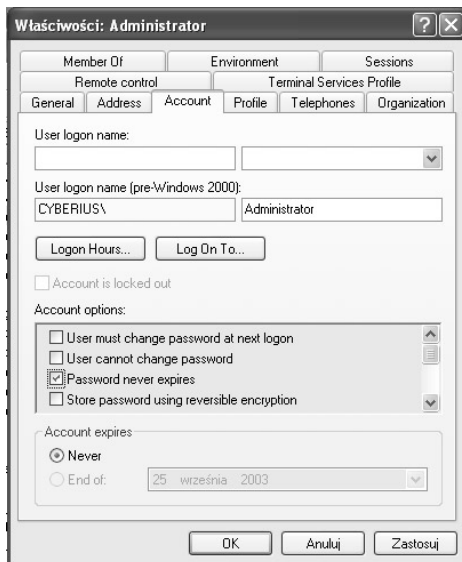 Właściwości: Administrator
Member Of Environment Sessions
Remote control Terminal Services Profile
General Address Account Profile Telephones Organization
User logon name:
User logon name (pre-Windows 2000):
CYBERIUS\ Administrator
Logon Hours... Log On To...
Account is locked out
Account options:
User must change password at next logon
User cannot change password
Password never expires
Store password using reversible encryption
Account expires
Never
End of: 25 września 2003
OK Anuluj Zastosuj